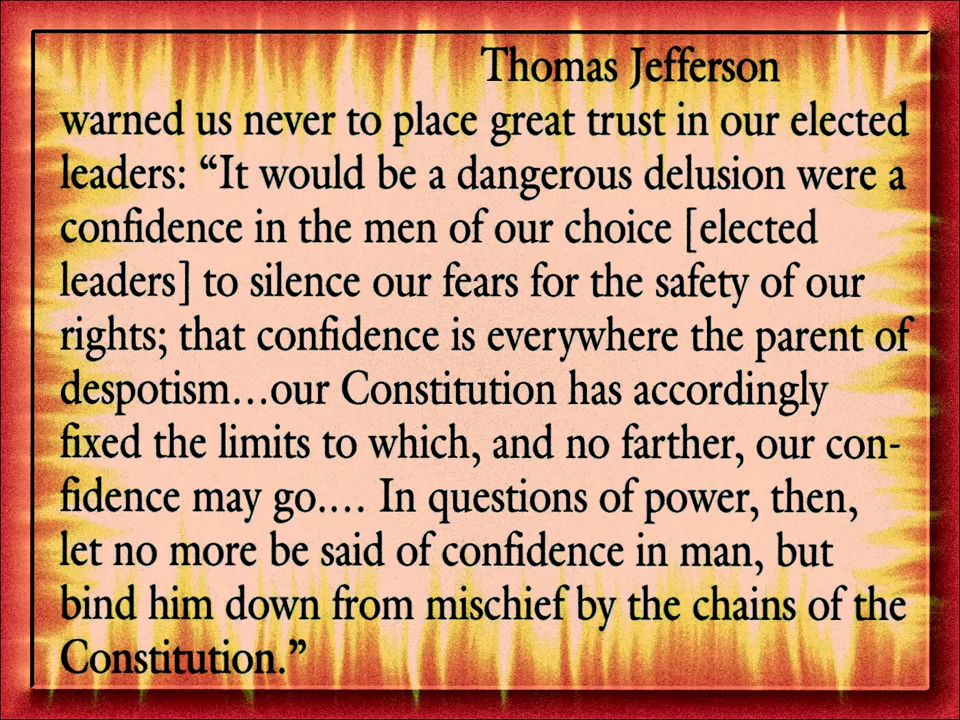 Thomas Jefferson
warned us never to place great trust in our elected
leaders: “It would be a dangerous delusion were a
confidence in the men of our choice [elected
leaders] to silence our fears for the safety of our
rights; that confidence is everywhere the parent of
despotism…our Constitution has accordingly
fixed the limits to which, and no farther, our con-
fidence may go.… In questions of power, then,
let no more be said of confidence in man, but
bind him down from mischief by the chains of the
Constitution.”